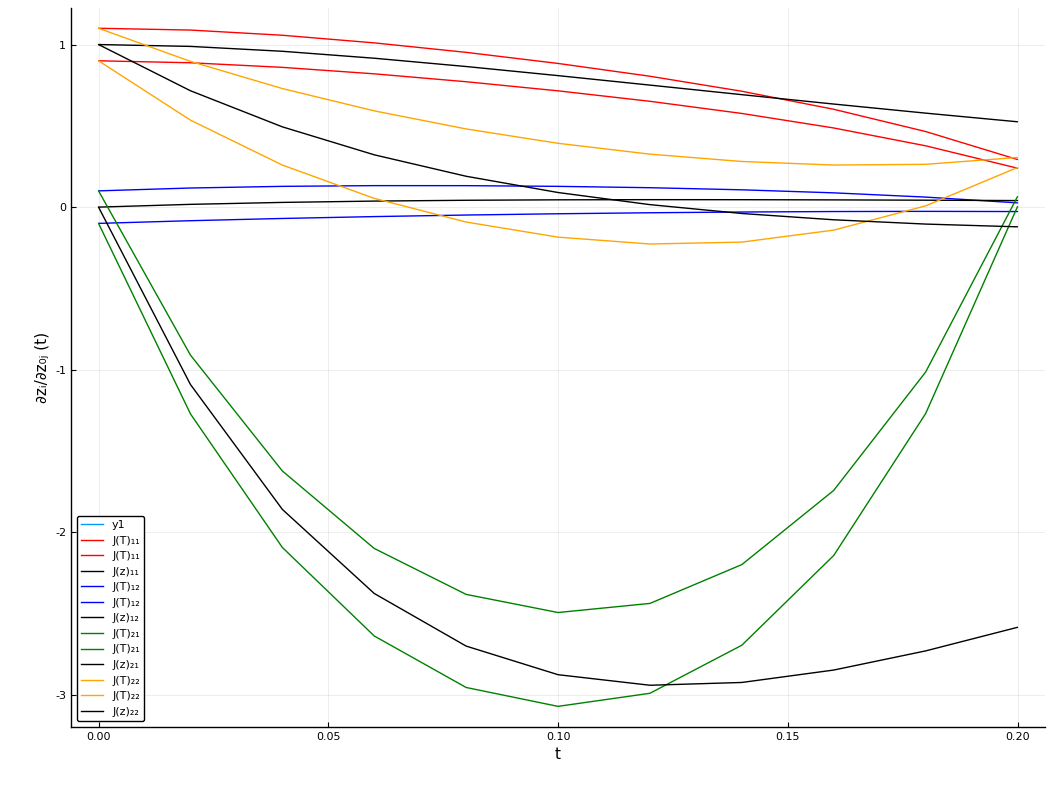 1
0
-1
-2
-3
∂zᵢ/∂z₀ⱼ (t)
y1
J(T)₁₁
J(T)₁₁
J(z)₁₁
J(T)₁₂
J(T)₁₂
J(z)₁₂
J(T)₂₁
J(T)₂₁
J(z)₂₁
J(T)₂₂
J(T)₂₂
J(z)₂₂
0.00 0.05 0.10 0.15 0.20
t